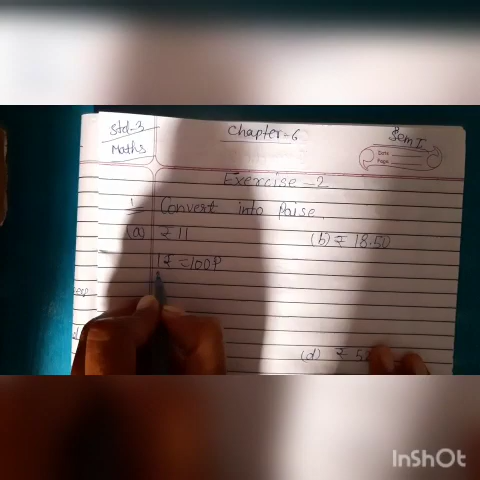 Std-3
Maths
Chapter-6
Sem I
Date
Page
Exercise - 2
1 Convert into Paise.
(a) ₹ 11
(b) ₹ 18.50
1₹ = 100P
(d) ₹ 5
InShOt